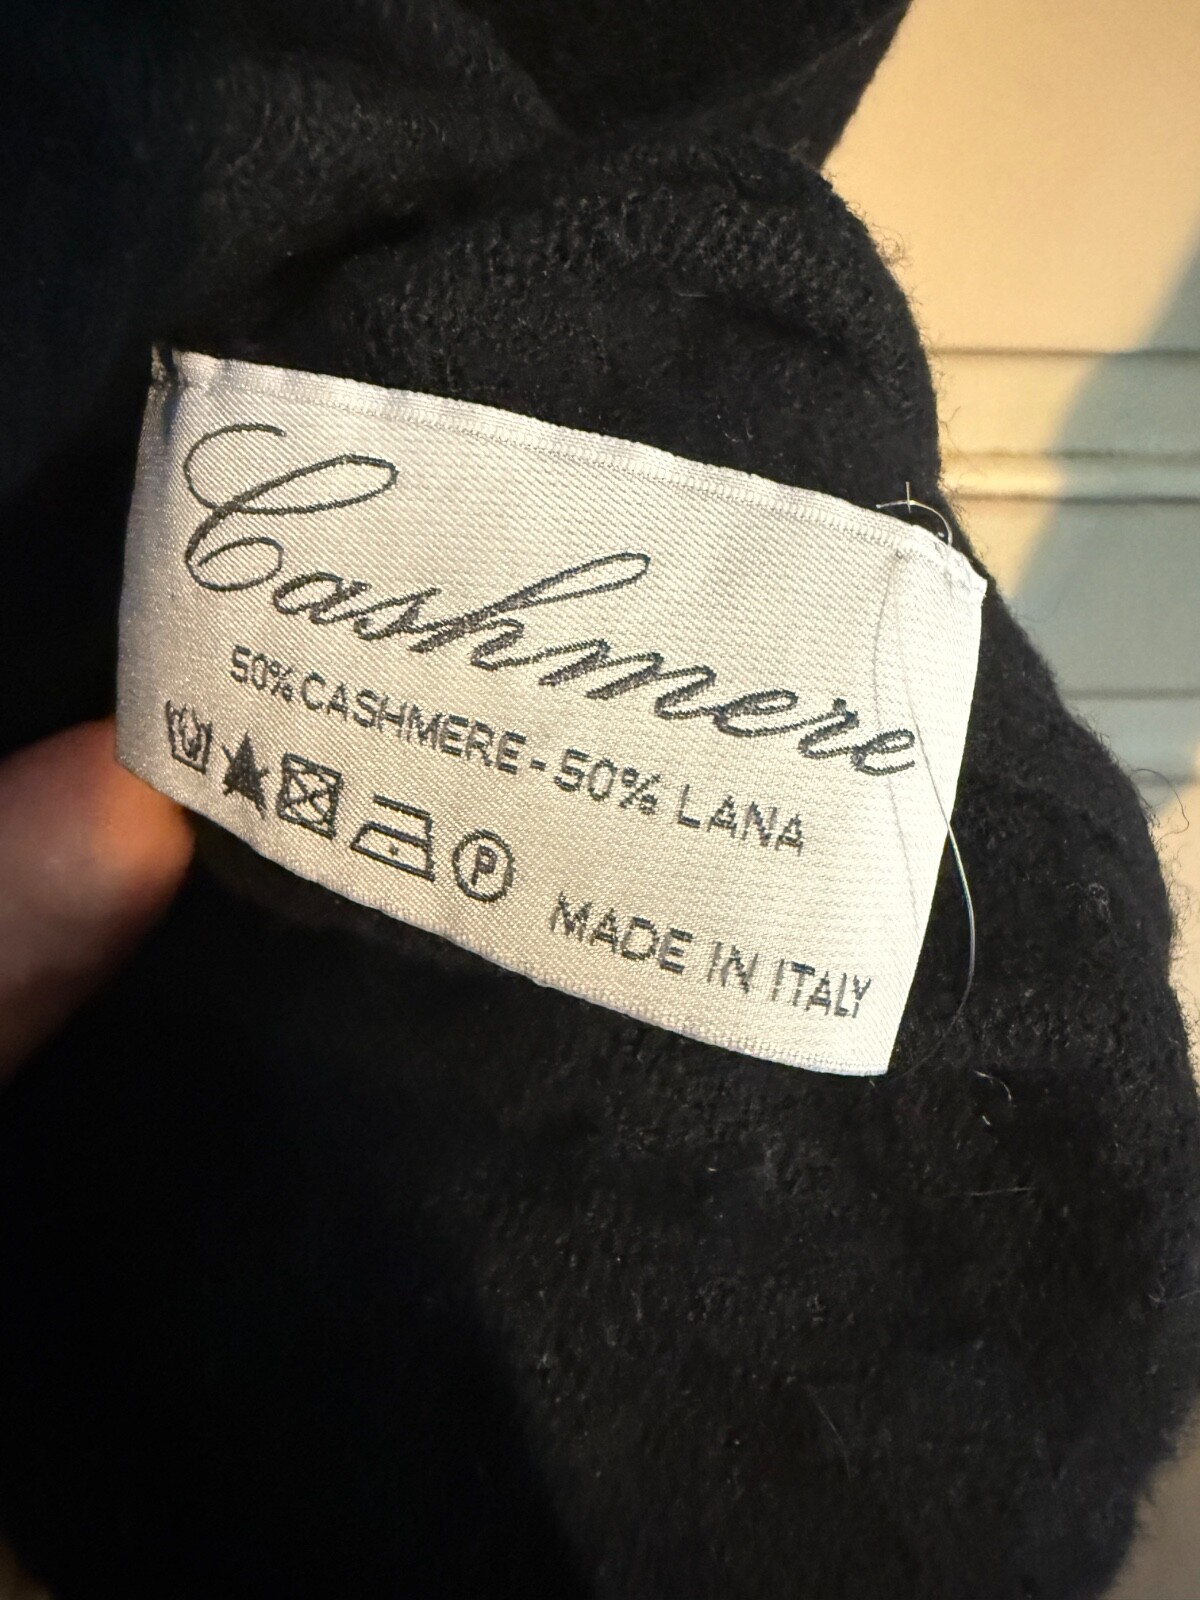 Cashmere
50% CASHMERE - 50% LANA
P
MADE IN ITALY